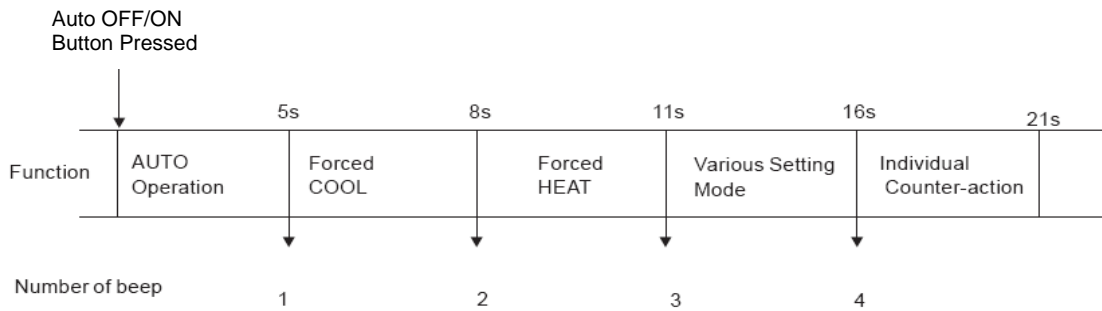 Auto OFF/ON
Button Pressed
5s 8s 11s 16s 21s
Function AUTO Operation Forced COOL Forced HEAT Various Setting Mode Individual Counter-action
Number of beep 1 2 3 4